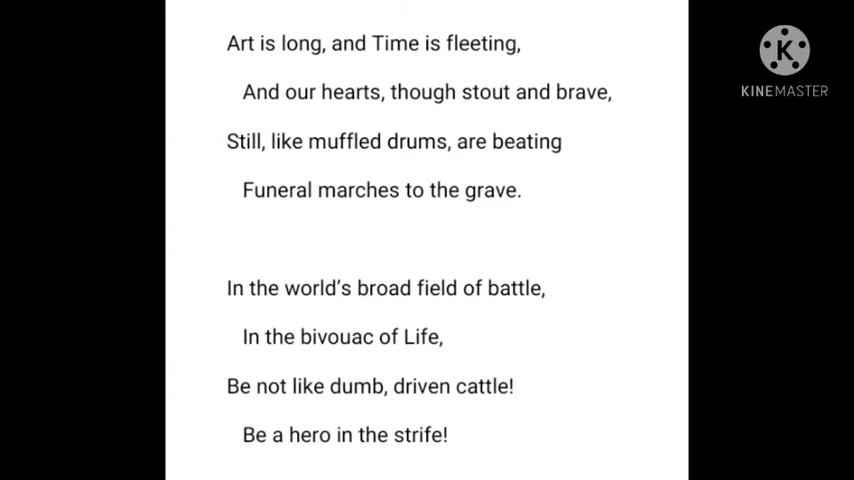 Art is long, and Time is fleeting,
And our hearts, though stout and brave,
Still, like muffled drums, are beating
Funeral marches to the grave.
In the world’s broad field of battle,
In the bivouac of Life,
Be not like dumb, driven cattle!
Be a hero in the strife!
K
KINEMASTER